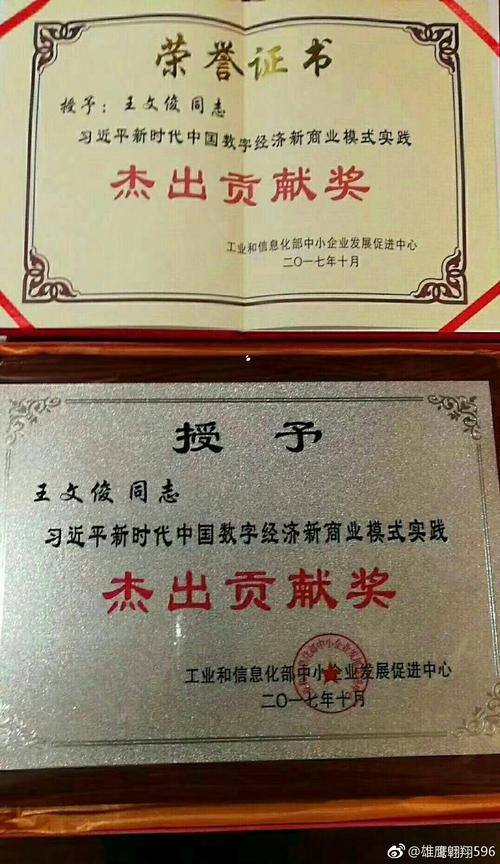 荣誉证书
授予：王文俊同志
习近平新时代中国数字经济新商业模式实践
杰出贡献奖
工业和信息化部中小企业发展促进中心
二〇一七年十月
授 予
王文俊同志
习近平新时代中国数字经济新商业模式实践
杰出贡献奖
工业和信息化部中小企业发展促进中心
二〇一七年十月
@雄鹰翱翔596